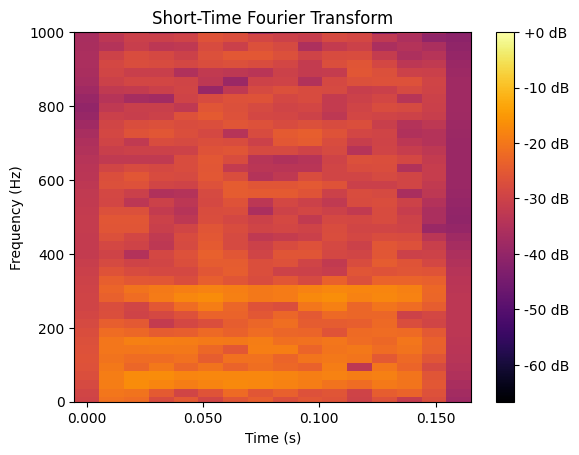 Short-Time Fourier Transform
Frequency (Hz)
1000
800
600
400
200
0
0.000
0.050
0.100
0.150
Time (s)
+0 dB
-10 dB
-20 dB
-30 dB
-40 dB
-50 dB
-60 dB